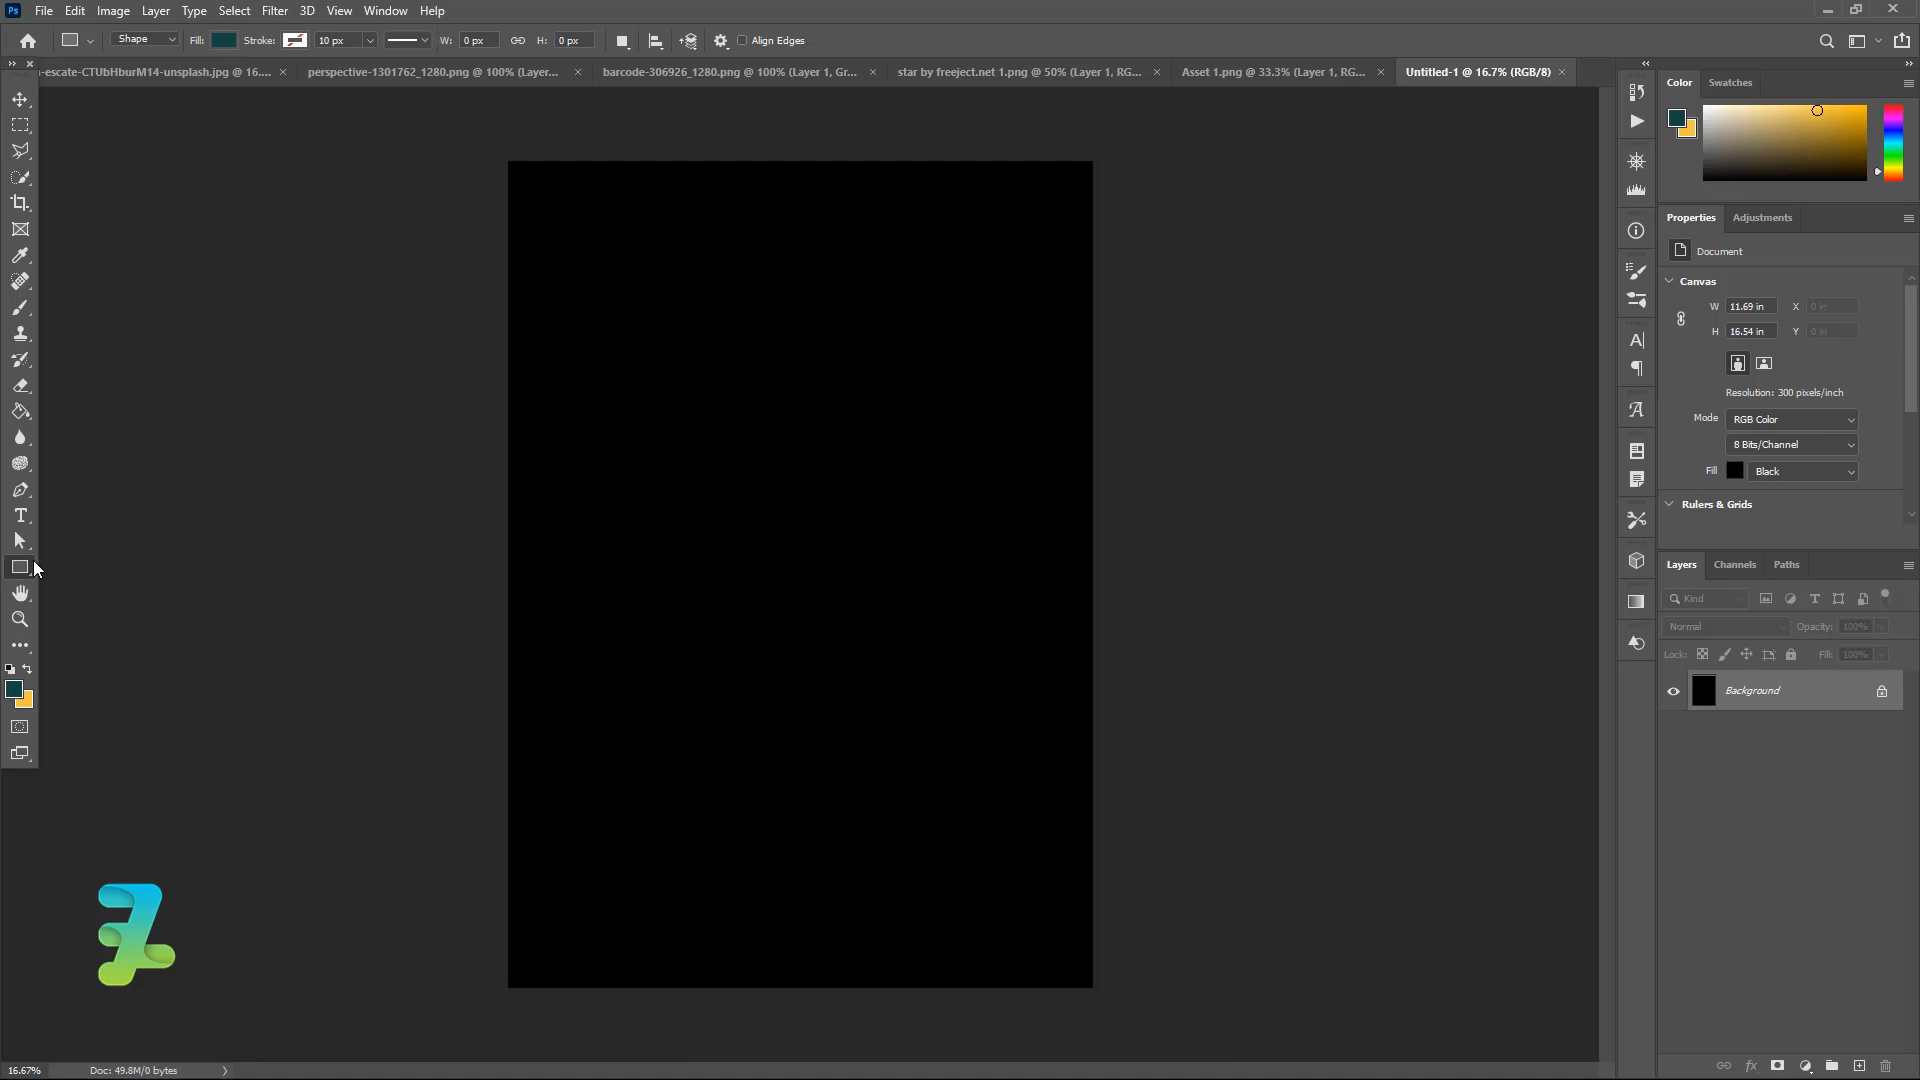 Ps File Edit Image Layer Type Select Filter 3D View Window Help
Shape Fill: Stroke: 10 px W: 0 px H: 0 px Align Edges
-escate-CTUbHburM14-unsplash.jpg @ 16.... perspective-1301762_1280.png @ 100% (Layer... barcode-306926_1280.png @ 100% (Layer 1, Gr... star by freeject.net 1.png @ 50% (Layer 1, RG... Asset 1.png @ 33.3% (Layer 1, RG... Untitled-1 @ 16.7% (RGB/8)
Color Swatches
Properties Adjustments
Document
Canvas
W 11.69 in X 0 in
H 16.54 in Y 0 in
Resolution: 300 pixels/inch
Mode RGB Color
8 Bits/Channel
Fill Black
Rulers & Grids
Layers Channels Paths
Kind
Normal Opacity: 100%
Lock: Fill: 100%
Background
16.67% Doc: 49.8M/0 bytes